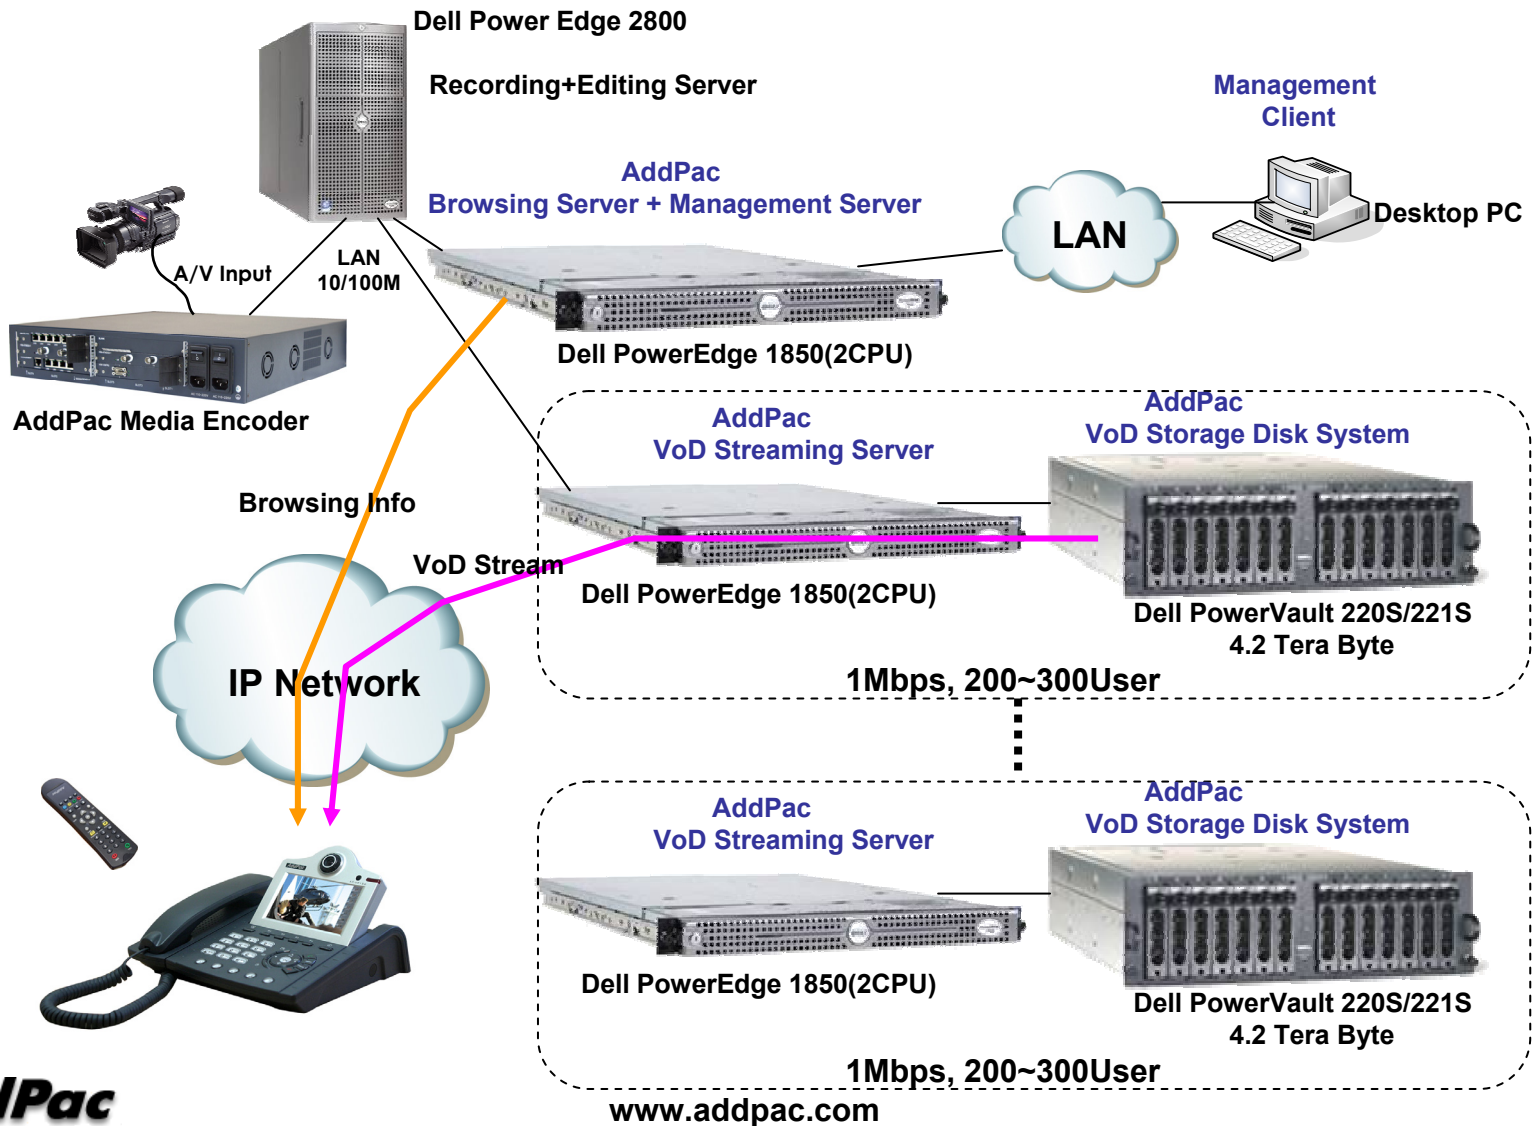 Dell Power Edge 2800
Recording+Editing Server
Management
Client
AddPac
Browsing Server + Management Server
LAN
Desktop PC
A/V Input
LAN
10/100M
Dell PowerEdge 1850(2CPU)
AddPac Media Encoder
AddPac
VoD Streaming Server
AddPac
VoD Storage Disk System
Browsing Info
VoD Stream
Dell PowerEdge 1850(2CPU)
Dell PowerVault 220S/221S
4.2 Tera Byte
IP Network
1Mbps, 200~300User
AddPac
VoD Streaming Server
AddPac
VoD Storage Disk System
Dell PowerEdge 1850(2CPU)
Dell PowerVault 220S/221S
4.2 Tera Byte
1Mbps, 200~300User
dPac
www.addpac.com